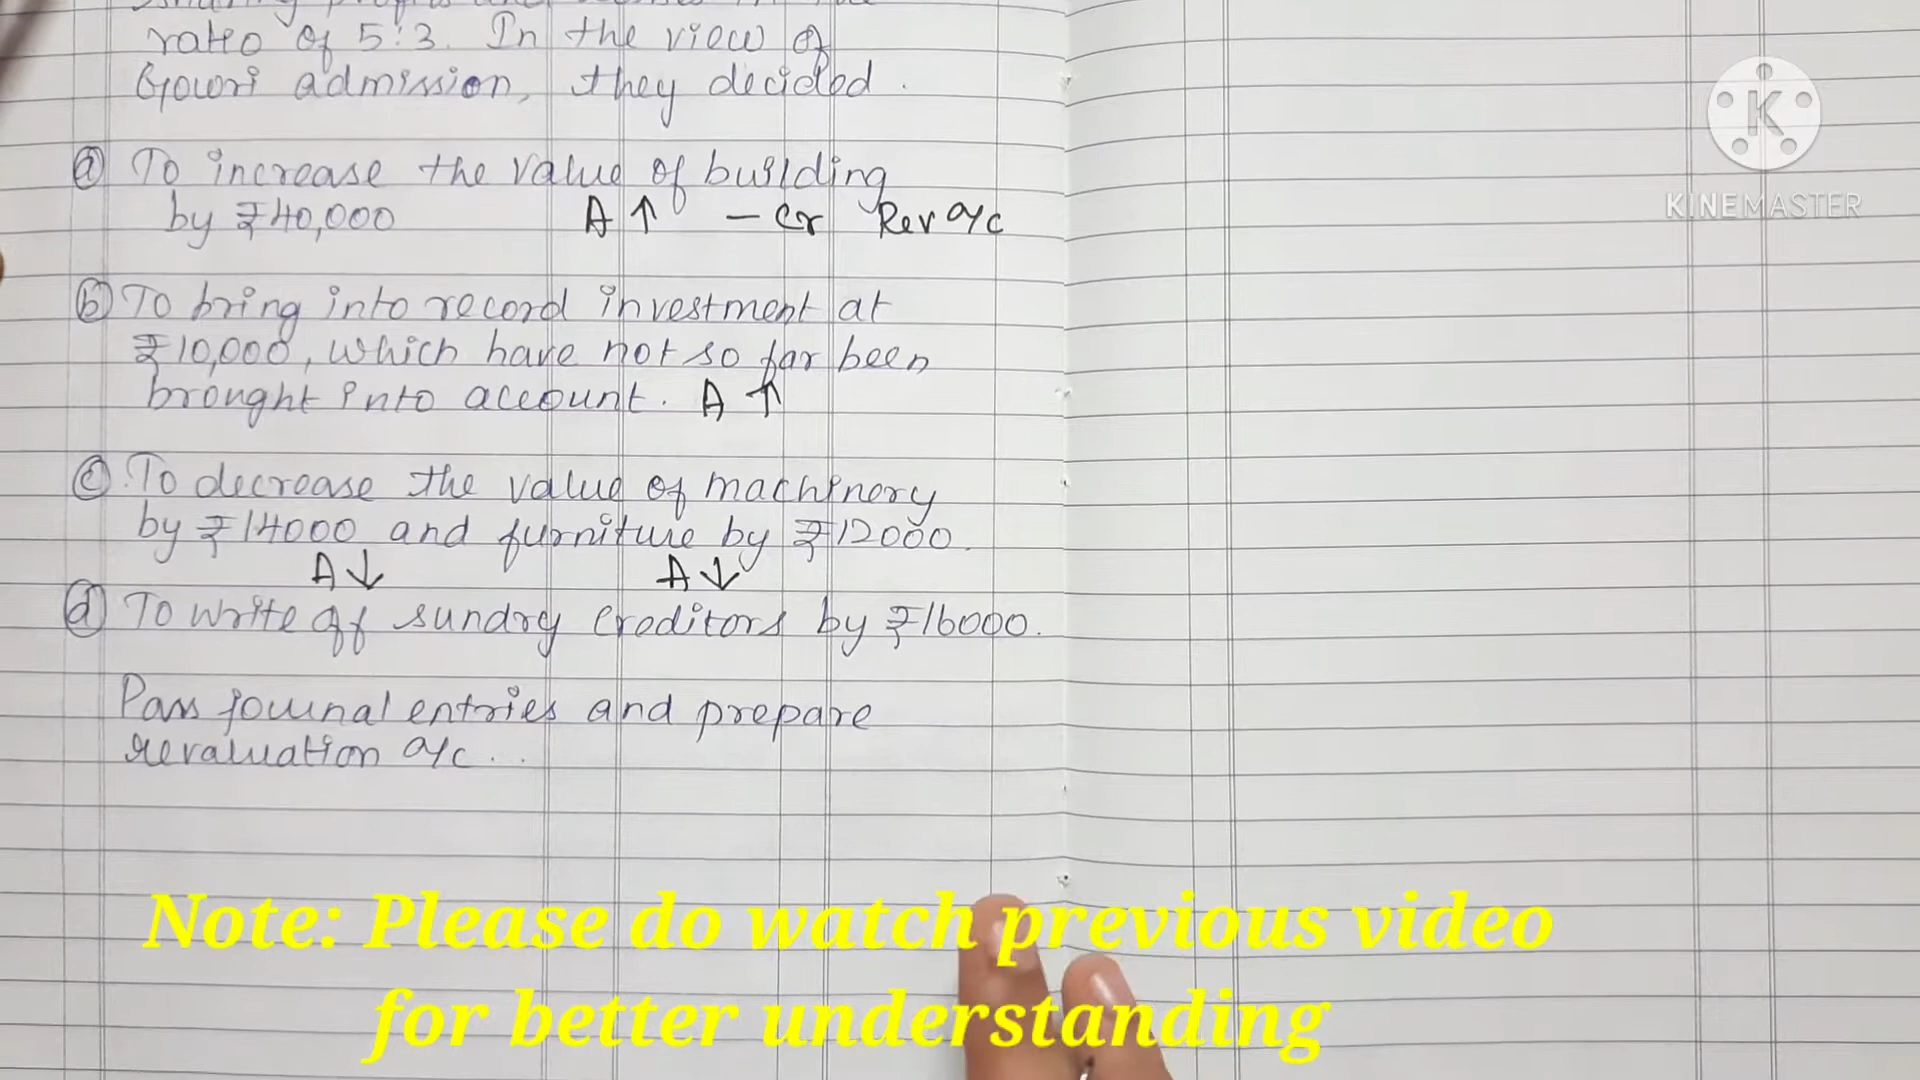 ratio of 5:3. In the view of
Gowri admission, they decided.
ⓐ To increase the value of building
by ₹40,000 A ↑ - Cr Rev a/c
ⓑ To bring into record investment at
₹10,000, which have not so far been
brought into account. A ↑
ⓒ To decrease the value of machinery
by ₹14000 and furniture by ₹12000.
A↓ A↓
ⓓ To write off sundry creditors by ₹16000.
Pass journal entries and prepare
revaluation a/c..
K
KINEMASTER
Note: Please do watch previous video
for better understanding